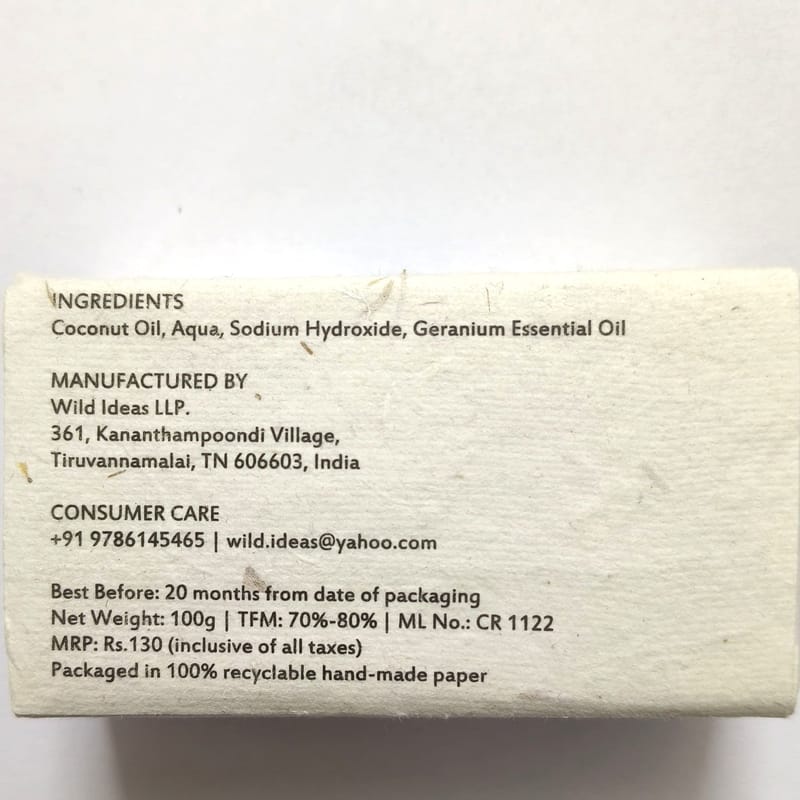 INGREDIENTS
Coconut Oil, Aqua, Sodium Hydroxide, Geranium Essential Oil
MANUFACTURED BY
Wild Ideas LLP.
361, Kananthampoondi Village,
Tiruvannamalai, TN 606603, India
CONSUMER CARE
+91 9786145465 | wild.ideas@yahoo.com
Best Before: 20 months from date of packaging
Net Weight: 100g | TFM: 70%-80% | ML No.: CR 1122
MRP: Rs.130 (inclusive of all taxes)
Packaged in 100% recyclable hand-made paper